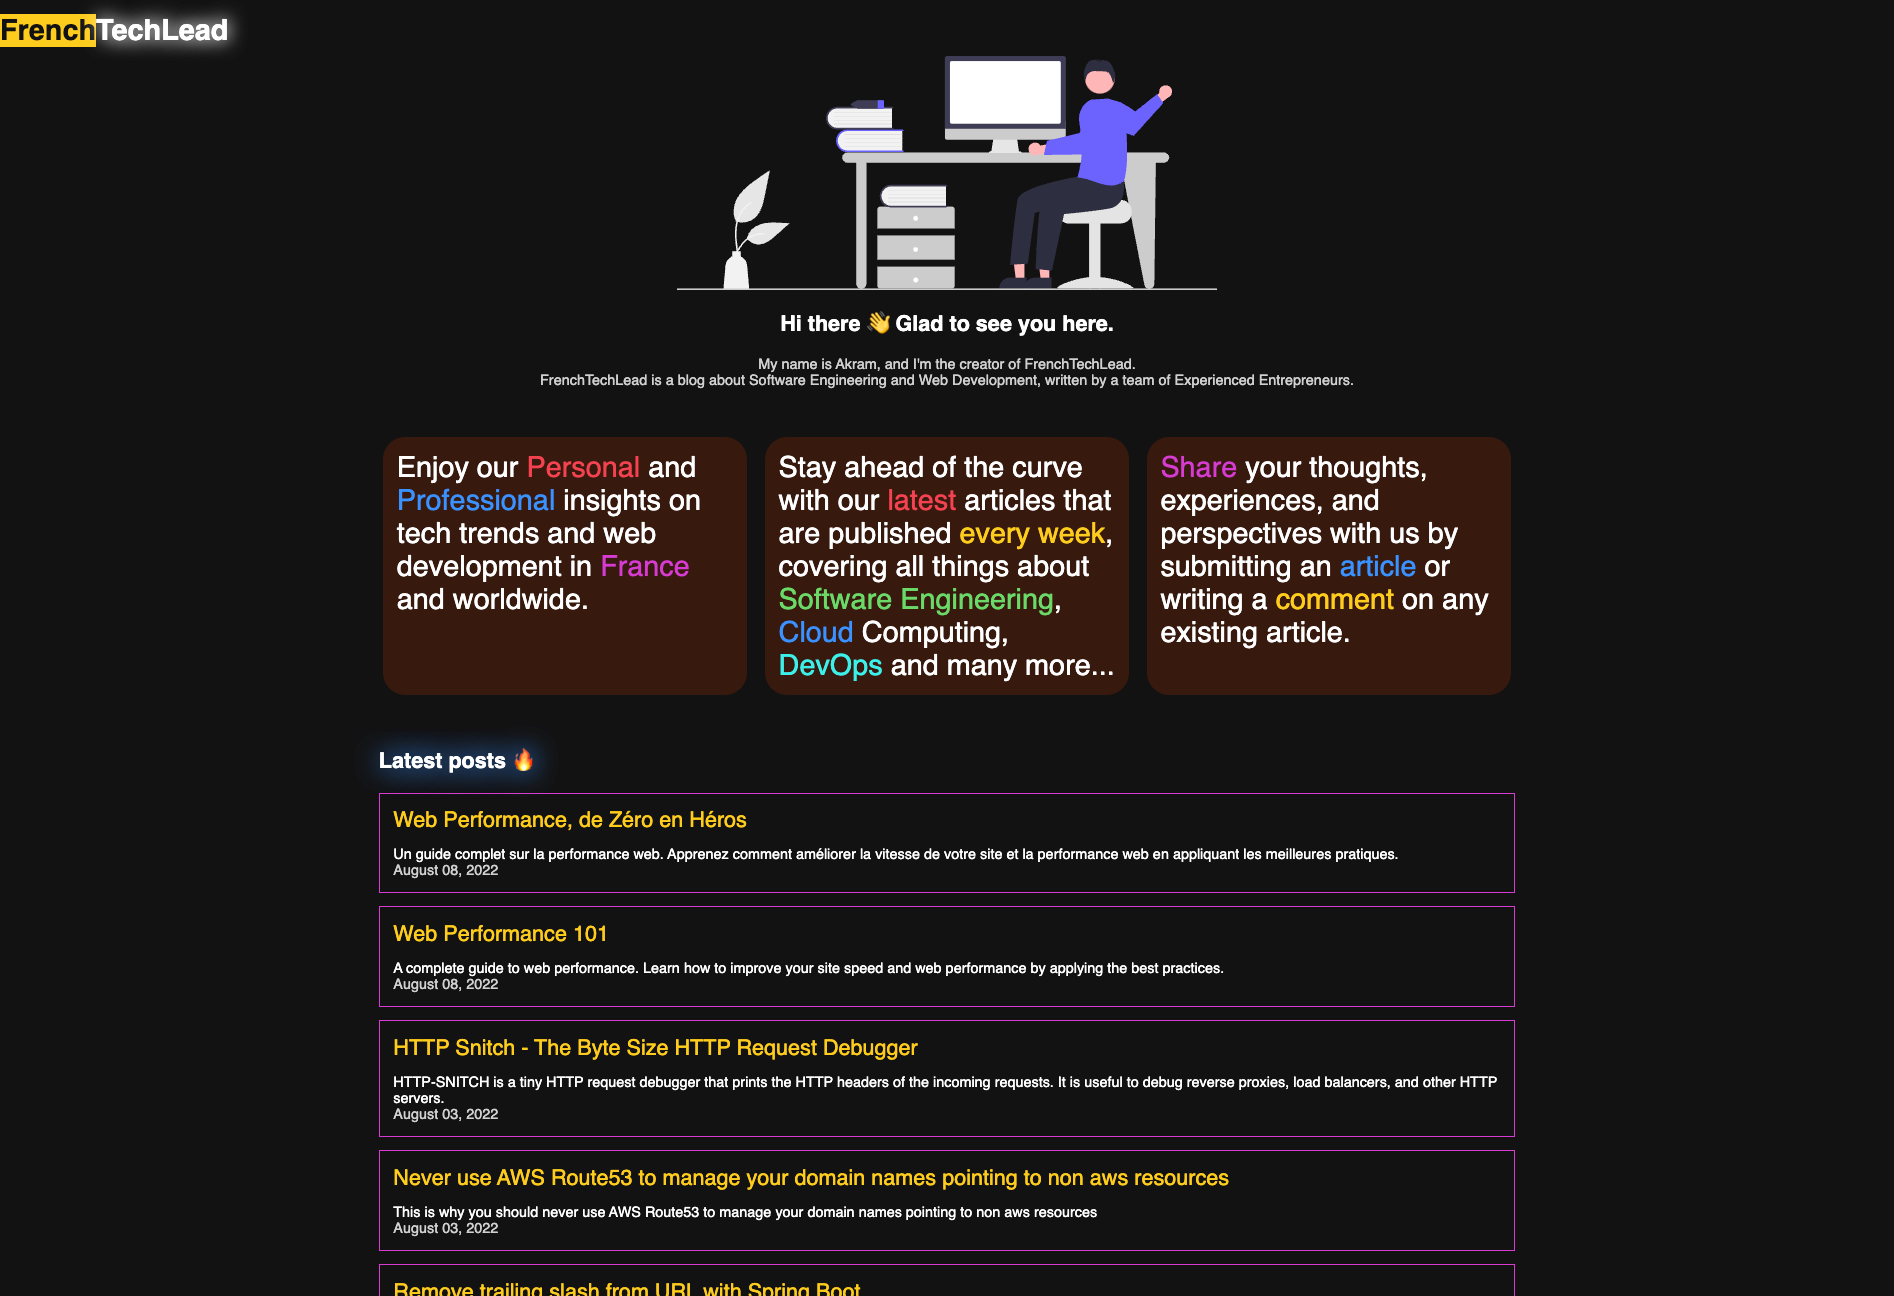 FrenchTechLead
Hi there 👋 Glad to see you here.
My name is Akram, and I'm the creator of FrenchTechLead.
FrenchTechLead is a blog about Software Engineering and Web Development, written by a team of Experienced Entrepreneurs.
Enjoy our Personal and
Professional insights on
tech trends and web
development in France
and worldwide.
Stay ahead of the curve
with our latest articles that
are published every week,
covering all things about
Software Engineering,
Cloud Computing,
DevOps and many more...
Share your thoughts,
experiences, and
perspectives with us by
submitting an article or
writing a comment on any
existing article.
Latest posts 🔥
Web Performance, de Zéro en Héros
Un guide complet sur la performance web. Apprenez comment améliorer la vitesse de votre site et la performance web en appliquant les meilleures pratiques.
August 08, 2022
Web Performance 101
A complete guide to web performance. Learn how to improve your site speed and web performance by applying the best practices.
August 08, 2022
HTTP Snitch - The Byte Size HTTP Request Debugger
HTTP-SNITCH is a tiny HTTP request debugger that prints the HTTP headers of the incoming requests. It is useful to debug reverse proxies, load balancers, and other HTTP
servers.
August 03, 2022
Never use AWS Route53 to manage your domain names pointing to non aws resources
This is why you should never use AWS Route53 to manage your domain names pointing to non aws resources
August 03, 2022
Remove trailing slash from URL with Spring Boot